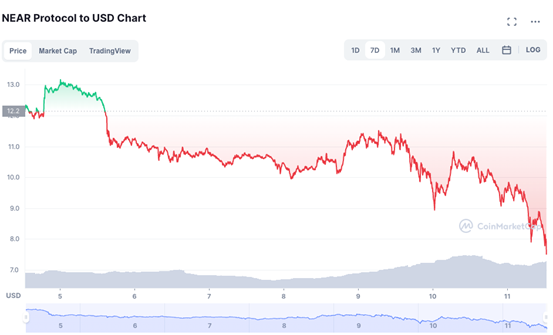 NEAR Protocol to USD Chart
Price Market Cap TradingView
1D 7D 1M 3M 1Y YTD ALL LOG
13.0
12.2
11.0
10.0
9.0
8.0
7.0
CoinMarketCap
USD 5 6 7 8 9 10 11
5 6 7 8 9 10 11